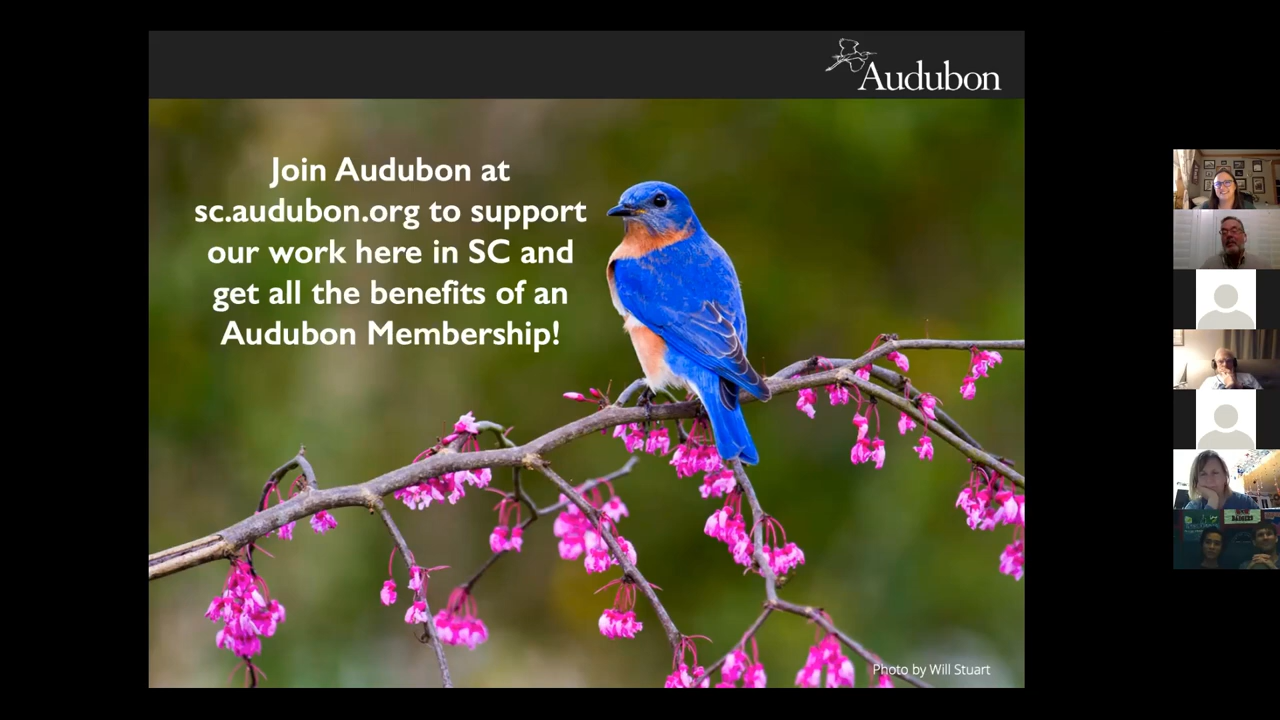 Audubon
Join Audubon at
sc.audubon.org to support
our work here in SC and
get all the benefits of an
Audubon Membership!
Photo by Will Stuart